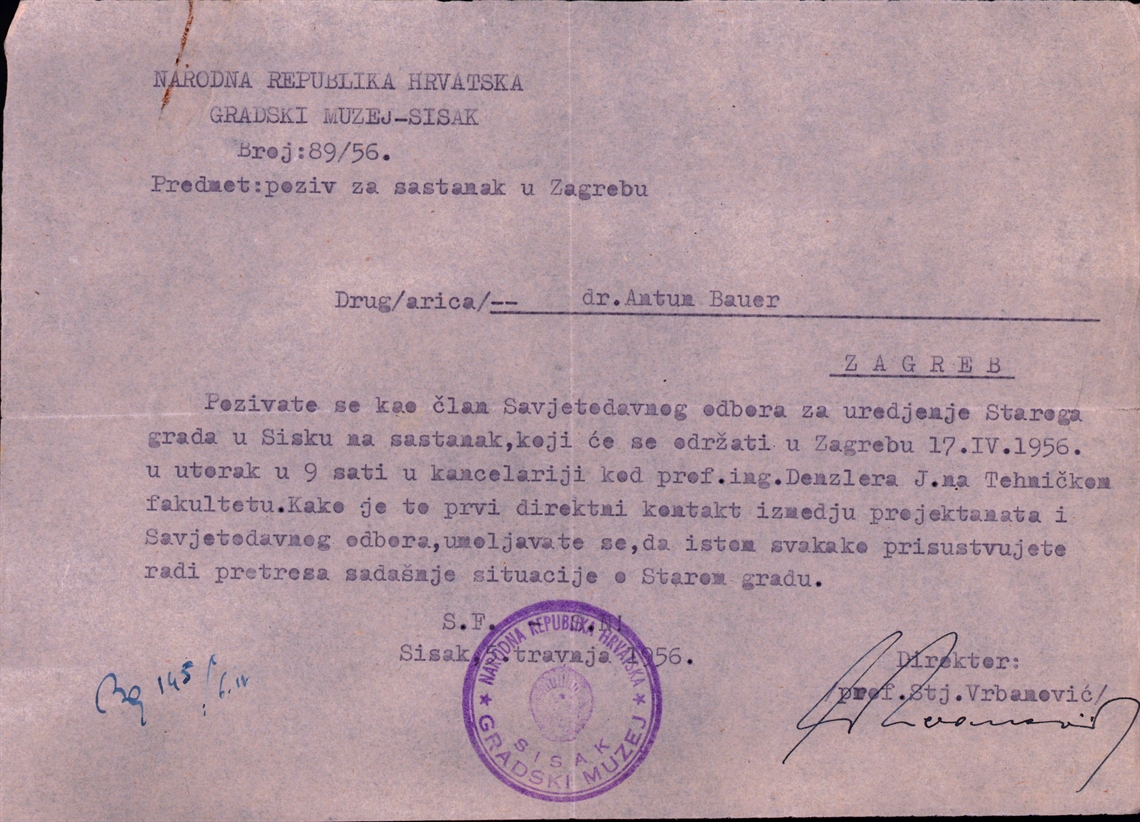 NARODNA REPUBLIKA HRVATSKA
GRADSKI MUZEJ-SISAK
Broj:89/56.
Predmet:poziv za sastanak u Zagrebu
Drug/arica/-- dr.Antun Bauer
ZAGREB
Pozivate se kao član Savjetodavnog odbora za uredjenje Staroga
grada u Sisku na sastanak,koji će se održati u Zagrebu 17.IV.1956.
u utorak u 9 sati u kancelariji kod prof.ing.Denzlera J.na Tehničkom
fakultetu.Kako je to prvi direktni kontakt izmedju projektanata i
Savjetodavnog odbora,umoljavate se,da istom svakako prisustvujete
radi pretresa sadašnje situacije o Starom gradu.
S.F. - S.N!
Sisak, travnja 1956.
Direktor:
/prof.Stj.Vrbanović/
NARODNA REPUBLIKA HRVATSKA
SISAK
GRADSKI MUZEJ
145
6.IV